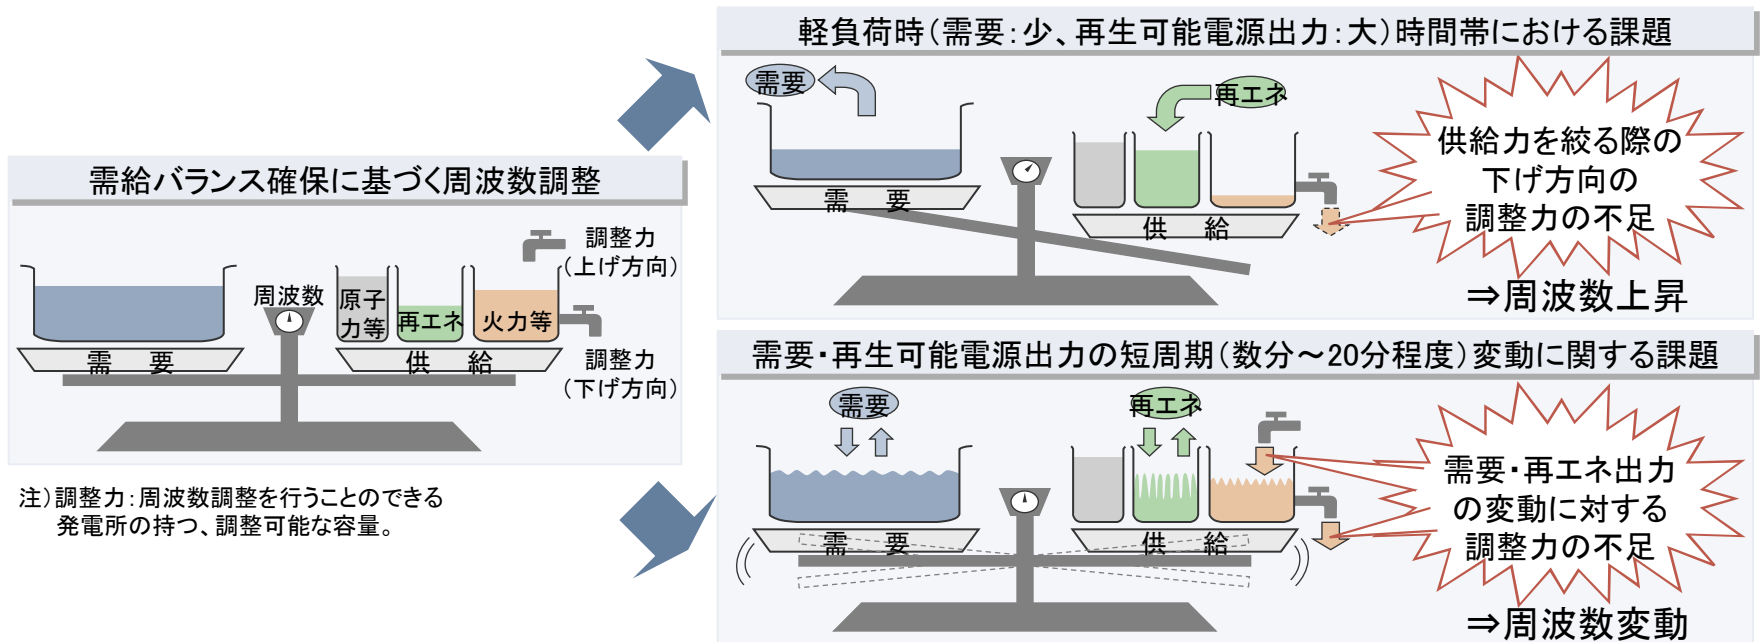 需給バランス確保に基づく周波数調整
調整力
（上げ方向）
周波数
原子
力等
再エネ
火力等
需　要
供　給
調整力
（下げ方向）
注）調整力：周波数調整を行うことのできる
発電所の持つ、調整可能な容量。
軽負荷時（需要：少、再生可能電源出力：大）時間帯における課題
需要
再エネ
需　要
供　給
供給力を絞る際の
下げ方向の
調整力の不足
⇒周波数上昇
需要・再生可能電源出力の短周期（数分～20分程度）変動に関する課題
需要
再エネ
需　要
供　給
需要・再エネ出力
の変動に対する
調整力の不足
⇒周波数変動